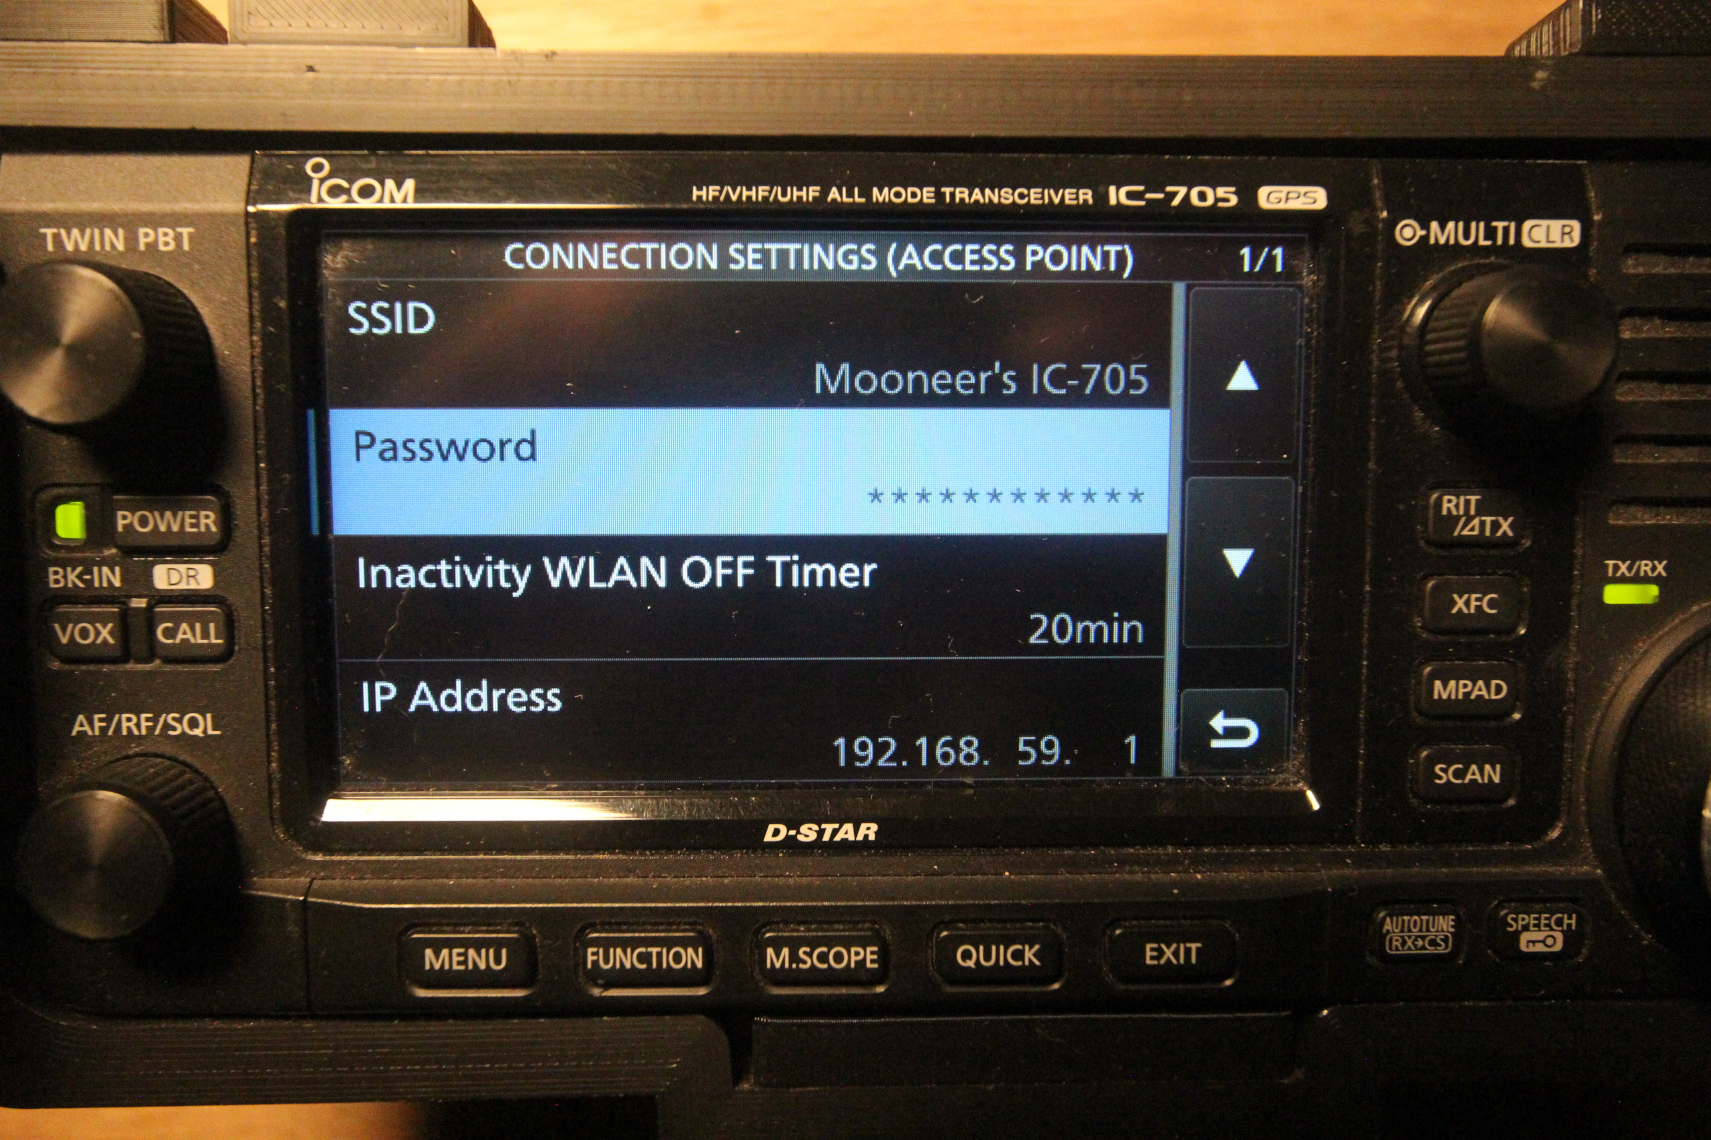 ICOM
HF/VHF/UHF ALL MODE TRANSCEIVER IC-705 GPS
TWIN PBT
MULTI CLR
CONNECTION SETTINGS (ACCESS POINT) 1/1
SSID
Mooneer's IC-705
Password
************
Inactivity WLAN OFF Timer
20min
IP Address
192.168. 59. 1
POWER
BK-IN DR
VOX CALL
AF/RF/SQL
RIT
/⊿TX
TX/RX
XFC
MPAD
SCAN
D-STAR
MENU FUNCTION M.SCOPE QUICK EXIT
AUTOTUNE
RX→CS
SPEECH